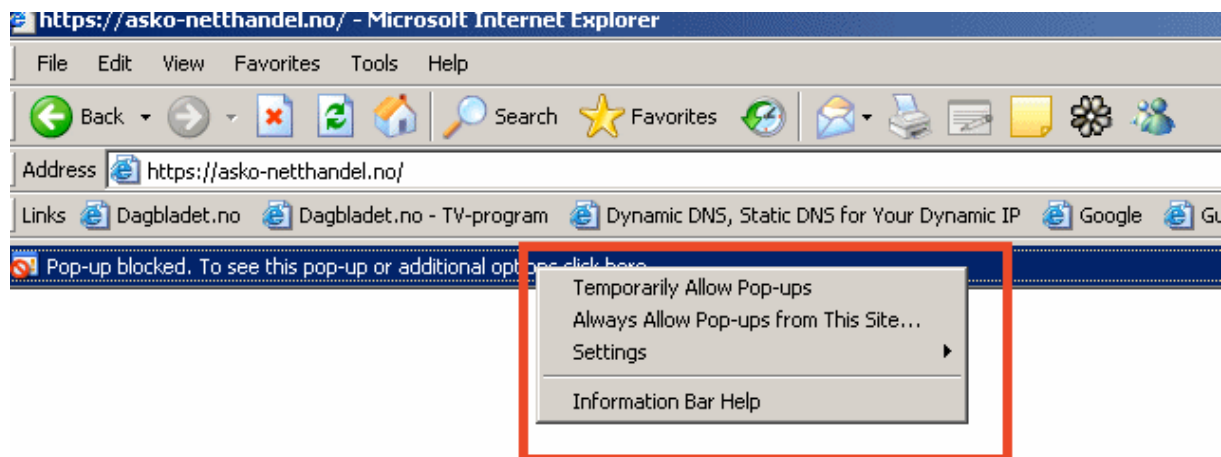 https://asko-netthandel.no/ - Microsoft Internet Explorer
File Edit View Favorites Tools Help
Back Search Favorites
Address https://asko-netthandel.no/
Links Dagbladet.no Dagbladet.no - TV-program Dynamic DNS, Static DNS for Your Dynamic IP Google
Pop-up blocked. To see this pop-up or additional options click here
Temporarily Allow Pop-ups
Always Allow Pop-ups from This Site...
Settings
Information Bar Help